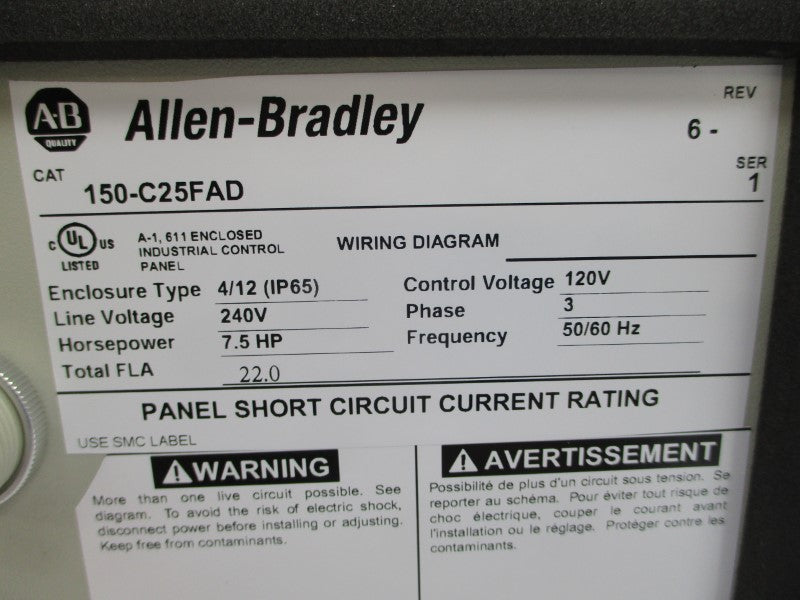 A-B
QUALITY
Allen-Bradley
REV
6 -
CAT
150-C25FAD
SER
1
c UL us
LISTED
A-1, 611 ENCLOSED
INDUSTRIAL CONTROL
PANEL
WIRING DIAGRAM
Enclosure Type 4/12 (IP65)
Control Voltage 120V
Line Voltage 240V
Phase 3
Horsepower 7.5 HP
Frequency 50/60 Hz
Total FLA 22.0
PANEL SHORT CIRCUIT CURRENT RATING
USE SMC LABEL
WARNING
More than one live circuit possible. See
diagram. To avoid the risk of electric shock,
disconnect power before installing or adjusting.
Keep free from contaminants.
AVERTISSEMENT
Possibilité de plus d'un circuit sous tension. Se
reporter au schéma. Pour éviter tout risque de
choc électrique, couper le courant avant
l'installation ou le réglage. Protéger contre les
contaminants.